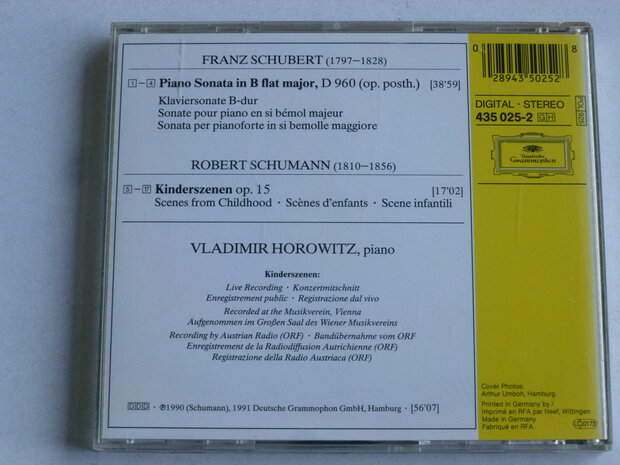 FRANZ SCHUBERT (1797–1828)
1 – 4 Piano Sonata in B flat major, D 960 (op. posth.) [38'59]
Klaviersonate B-dur
Sonate pour piano en si bémol majeur
Sonata per pianoforte in si bemolle maggiore
ROBERT SCHUMANN (1810–1856)
5 – 17 Kinderszenen op. 15 [17'02]
Scenes from Childhood · Scènes d'enfants · Scene infantili
VLADIMIR HOROWITZ, piano
Kinderszenen:
Live Recording · Konzertmitschnitt
Enregistrement public · Registrazione dal vivo
Recorded at the Musikverein, Vienna
Aufgenommen im Großen Saal des Wiener Musikvereins
Recording by Austrian Radio (ORF) · Bandübernahme vom ORF
Enregistrement de la Radiodiffusion Autrichienne (ORF)
Registrazione della Radio Austriaca (ORF)
DDD · ℗1990 (Schumann), 1991 Deutsche Grammophon GmbH, Hamburg · [56'07]
0 28943 50252 8
DIGITAL · STEREO
435 025-2 GH
POL 925
Deutsche
Grammophon
Cover Photos:
Arthur Umboh, Hamburg
Printed in Germany by /
Imprimé en RFA par Neef, Wittingen
Made in Germany
Fabriqué en RFA
LC 0173